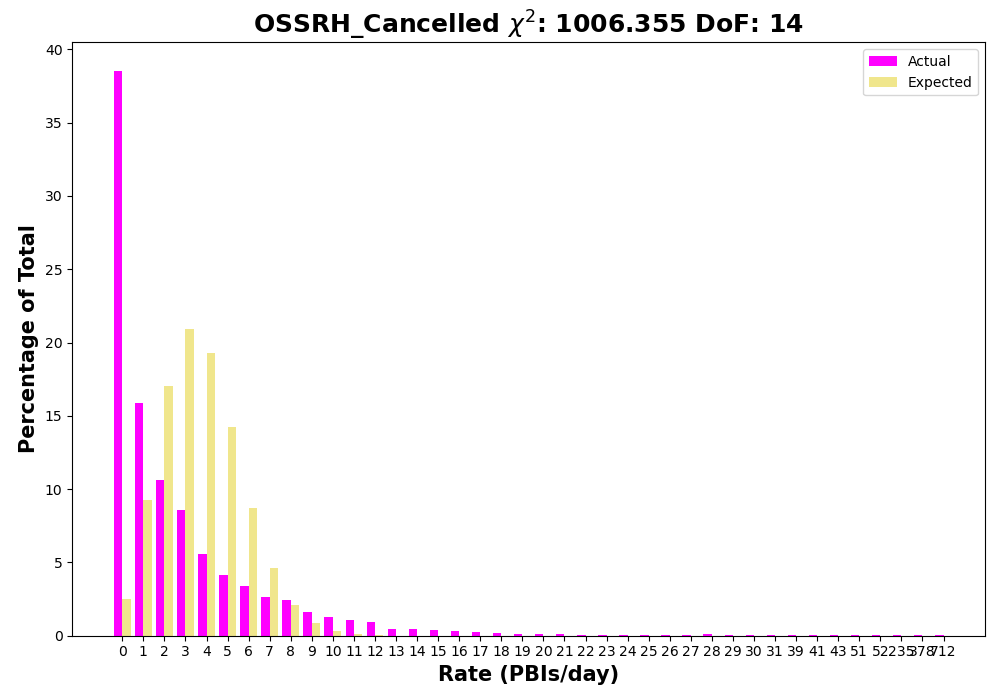 OSSRH_Cancelled χ²: 1006.355 DoF: 14
40
35
30
25
20
15
10
5
0
Percentage of Total
Actual
Expected
0 1 2 3 4 5 6 7 8 9 10 11 12 13 14 15 16 17 18 19 20 21 22 23 24 25 26 27 28 29 30 31 39 41 43 51 52
Rate (PBIs/day)